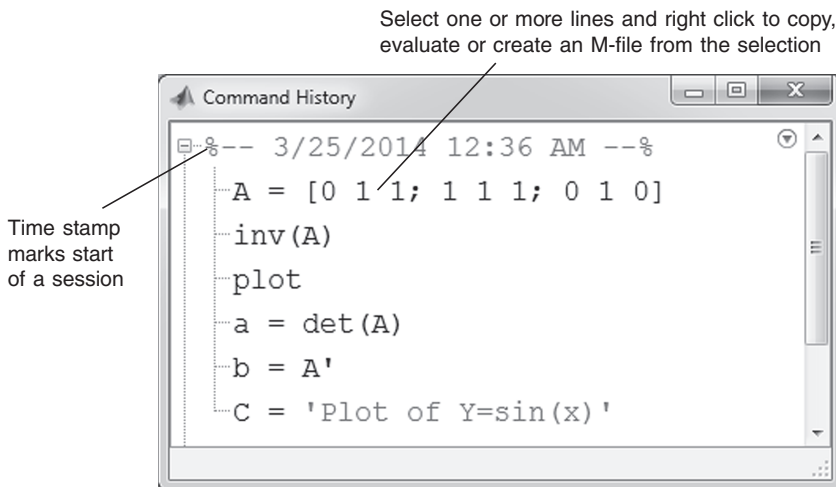 Select one or more lines and right click to copy,
evaluate or create an M-file from the selection
Command History
%-- 3/25/2014 12:36 AM --%
A = [0 1 1; 1 1 1; 0 1 0]
inv(A)
plot
a = det(A)
b = A'
C = 'Plot of Y=sin(x)'
Time stamp
marks start
of a session